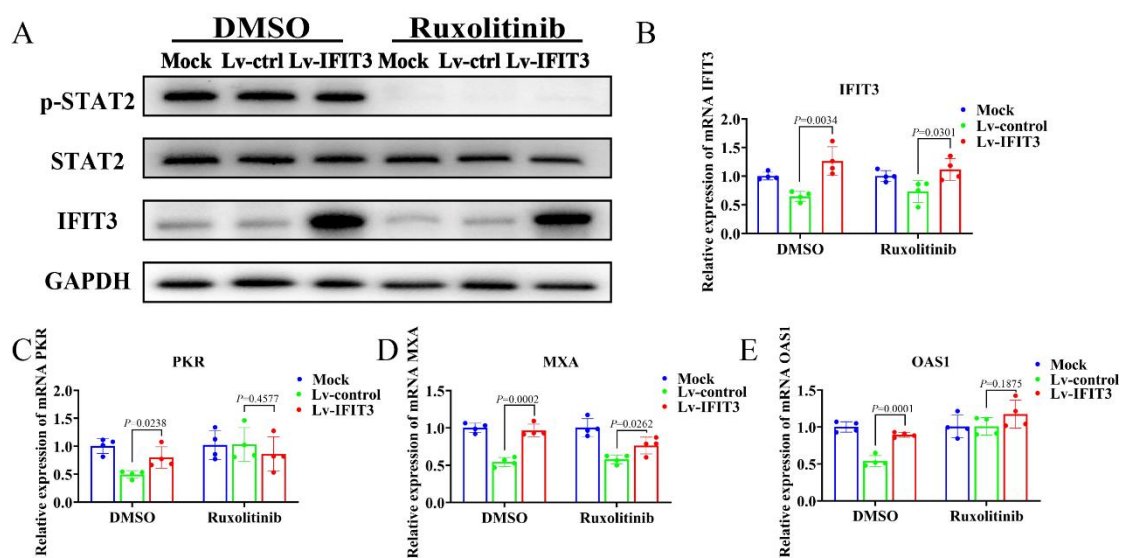 A
DMSO Ruxolitinib
Mock Lv-ctrl Lv-IFIT3 Mock Lv-ctrl Lv-IFIT3
p-STAT2
STAT2
IFIT3
GAPDH
B
IFIT3
Relative expression of mRNA IFIT3
2.0
1.5
1.0
0.5
0.0
P=0.0034
P=0.0301
Mock
Lv-control
Lv-IFIT3
DMSO Ruxolitinib
C
PKR
Relative expression of mRNA PKR
2.0
1.5
1.0
0.5
0.0
P=0.0238
P=0.4577
Mock
Lv-control
Lv-IFIT3
DMSO Ruxolitinib
D
MXA
Relative expression of mRNA MXA
2.0
1.5
1.0
0.5
0.0
P=0.0002
P=0.0262
Mock
Lv-control
Lv-IFIT3
DMSO Ruxolitinib
E
OAS1
Relative expression of mRNA OAS1
2.0
1.5
1.0
0.5
0.0
P=0.0001
P=0.1875
Mock
Lv-control
Lv-IFIT3
DMSO Ruxolitinib